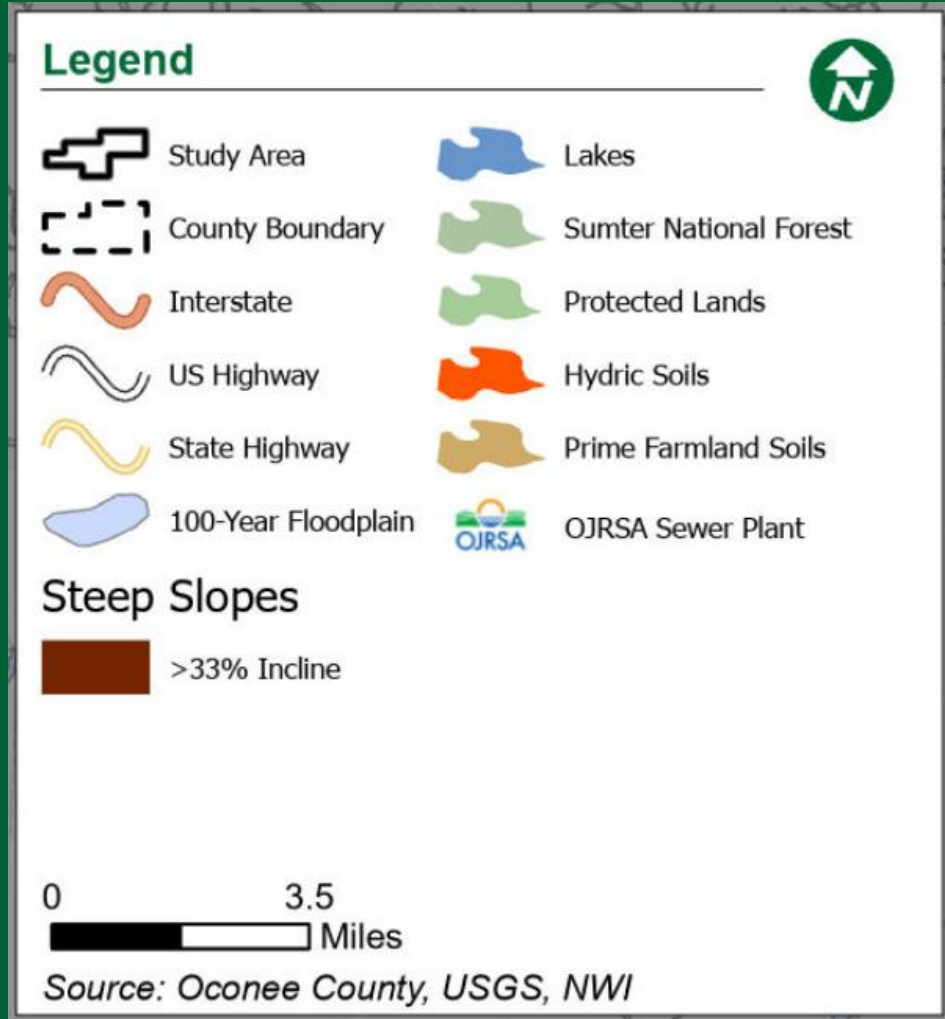 Legend
N
Study Area
County Boundary
Interstate
US Highway
State Highway
100-Year Floodplain
Lakes
Sumter National Forest
Protected Lands
Hydric Soils
Prime Farmland Soils
OJRSA
OJRSA Sewer Plant
Steep Slopes
>33% Incline
0 3.5
Miles
Source: Oconee County, USGS, NWI